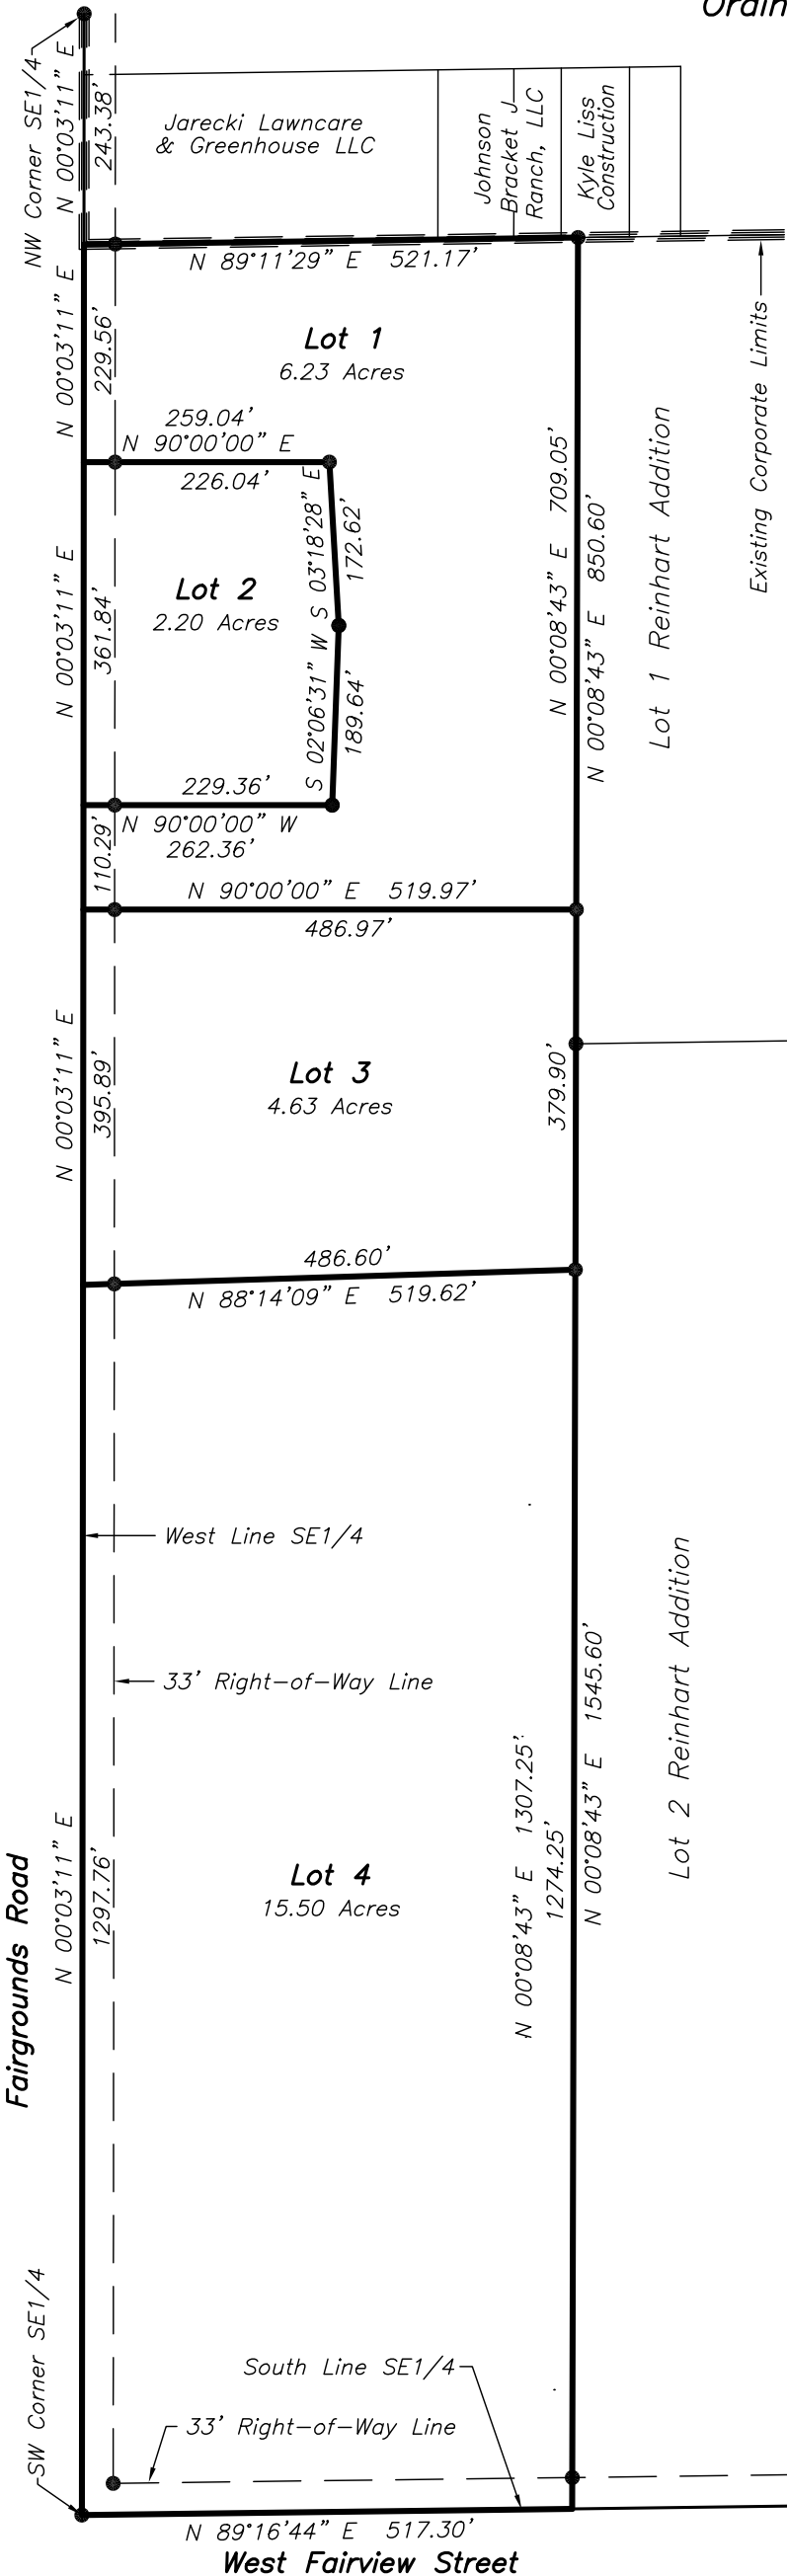 Ordin
NW Corner SE1/4
N 00°03'11" E
243.38'
N 00°03'11" E
Jarecki Lawncare
& Greenhouse LLC
Johnson
Bracket J
Ranch, LLC
Kyle Liss
Construction
N 89°11'29" E 521.17'
N 00°03'11" E
229.56'
Lot 1
6.23 Acres
Existing Corporate Limits
259.04'
N 90°00'00" E
226.04'
S 03°18'28" E
172.62'
N 00°08'43" E 709.05'
N 00°08'43" E 850.60'
Lot 1 Reinhart Addition
N 00°03'11" E
361.84'
Lot 2
2.20 Acres
S 02°06'31" W
189.64'
229.36'
N 90°00'00" W
262.36'
110.29'
N 90°00'00" E 519.97'
486.97'
N 00°03'11" E
395.89'
Lot 3
4.63 Acres
379.90'
486.60'
N 88°14'09" E 519.62'
West Line SE1/4
33' Right-of-Way Line
N 00°08'43" E 1307.25'
1274.25'
N 00°08'43" E 1545.60'
Lot 2 Reinhart Addition
Fairgrounds Road
N 00°03'11" E
1297.76'
Lot 4
15.50 Acres
SW Corner SE1/4
South Line SE1/4
33' Right-of-Way Line
N 89°16'44" E 517.30'
West Fairview Street